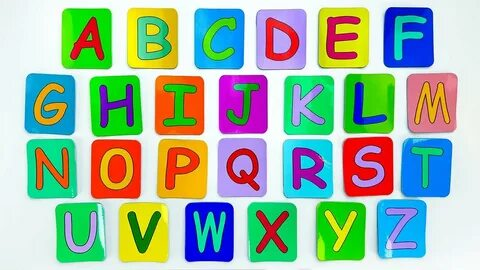 A B C D E F
G H I J K L M
N O P Q R S T
U V W X Y Z